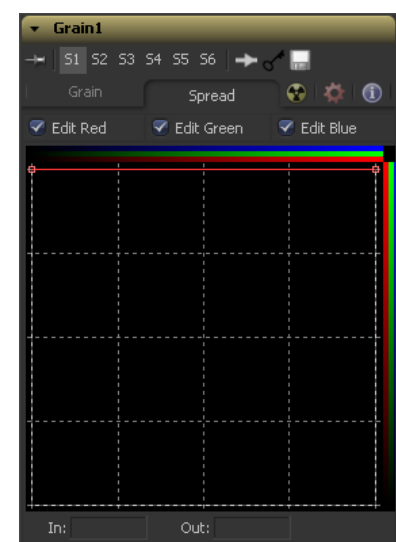 Grain1
S1 S2 S3 S4 S5 S6
Grain Spread
Edit Red Edit Green Edit Blue
In: Out: